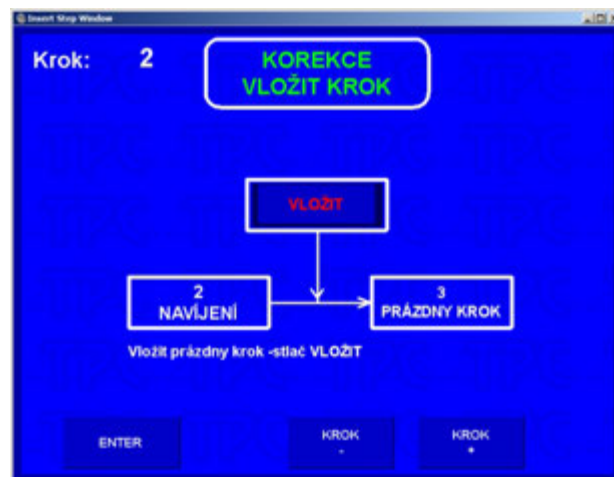 Insert Step Window
Krok: 2
KOREKCE
VLOŽIT KROK
VLOŽIT
2
NAVÍJENÍ
3
PRÁZDNY KROK
Vložit prázdny krok -stlač VLOŽIT
ENTER
KROK
-
KROK
+